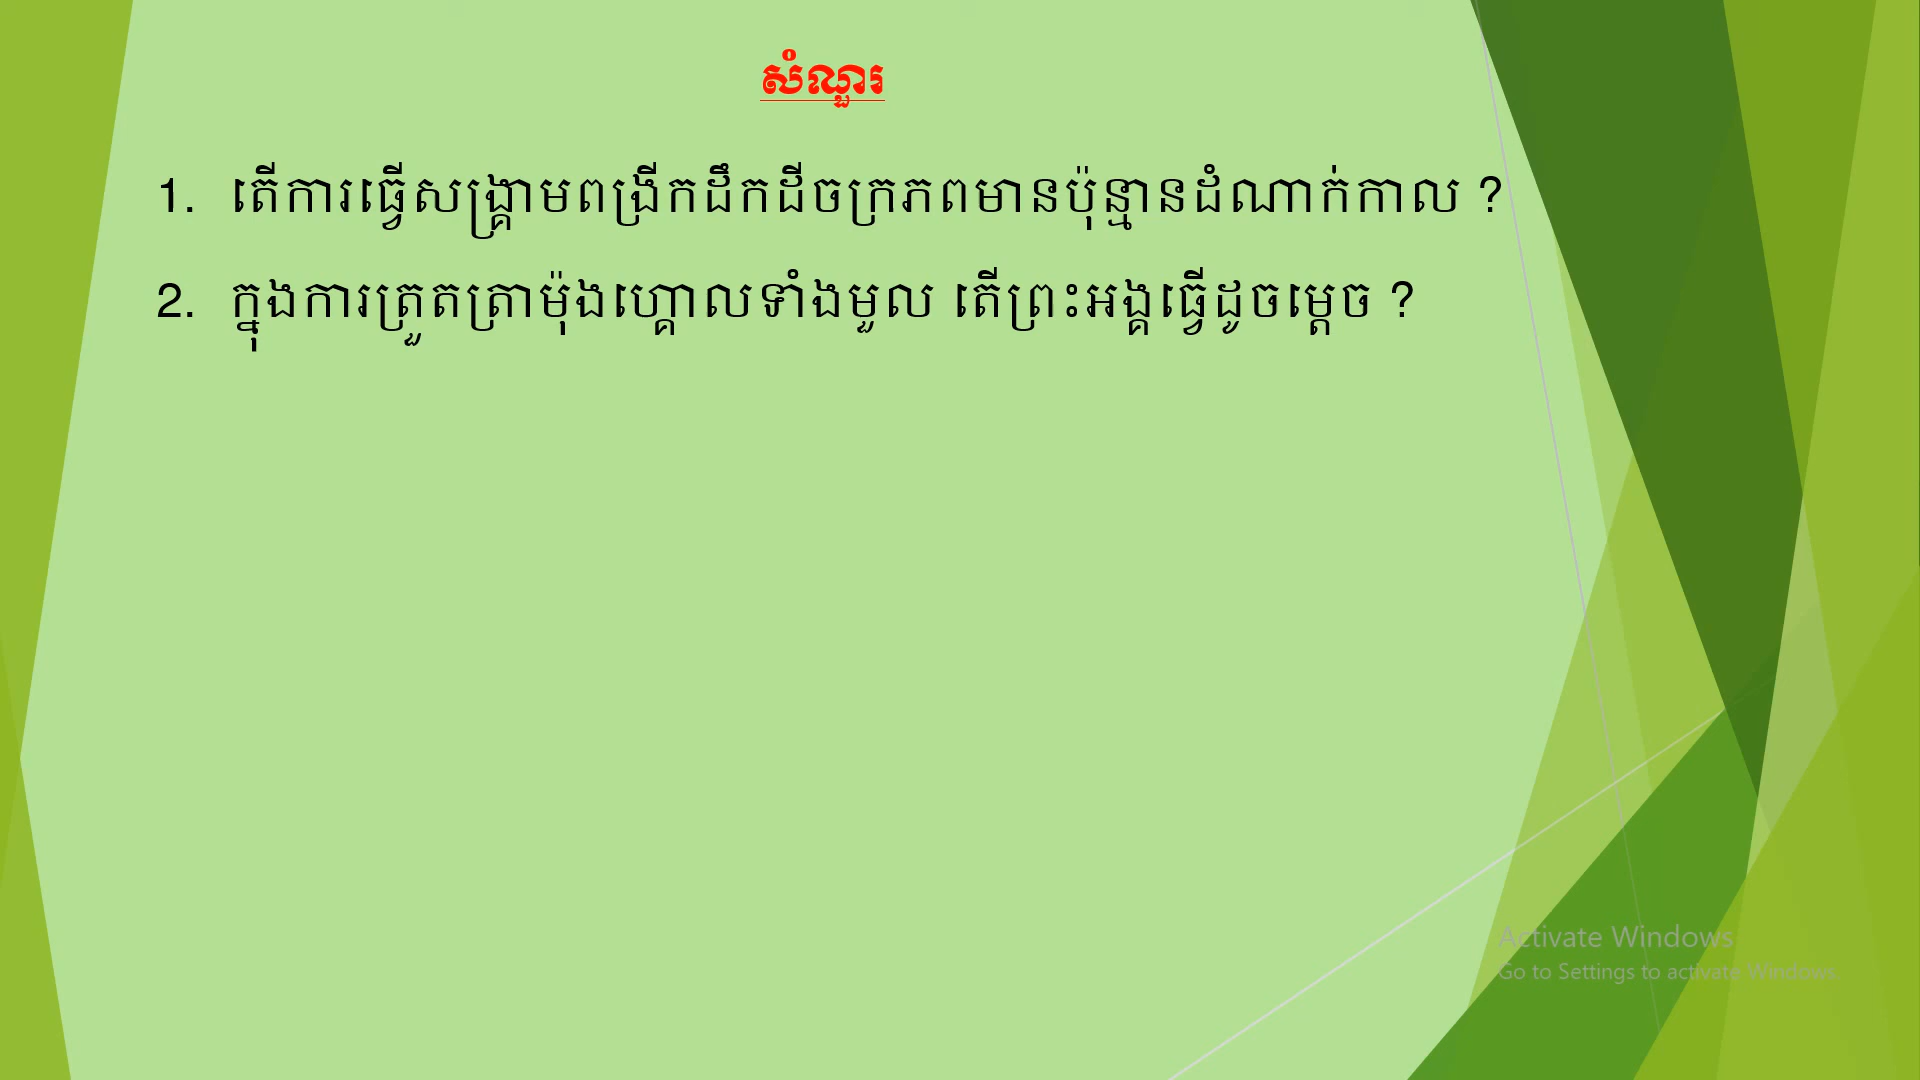 សំណួរ
1. តើការធ្វើសង្គ្រាមពង្រីកដឹកដីចក្រភពមានប៉ុន្មានដំណាក់កាល ?
2. ក្នុងការត្រួតត្រាម៉ុងហ្គោលទាំងមូល តើព្រះអង្គធ្វើដូចម្ដេច ?
Activate Windows
Go to Settings to activate Windows.